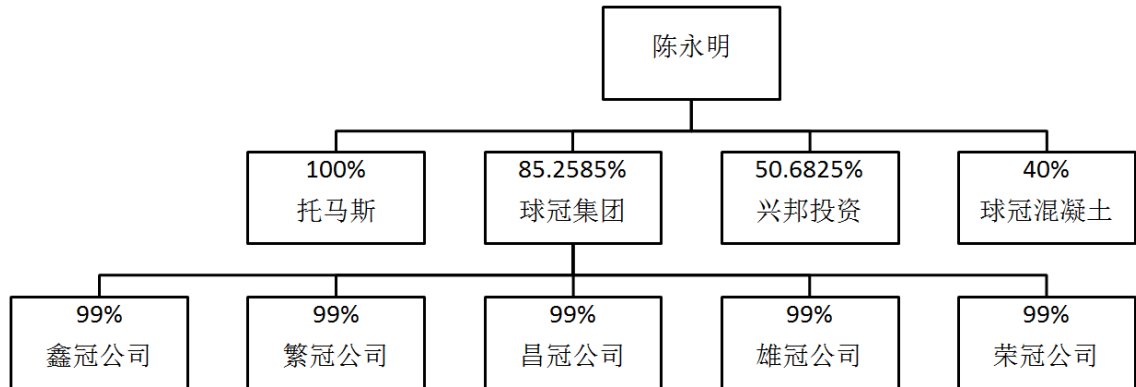 陈永明
100%
托马斯
85.2585%
球冠集团
50.6825%
兴邦投资
40%
球冠混凝土
99%
鑫冠公司
99%
繁冠公司
99%
昌冠公司
99%
雄冠公司
99%
荣冠公司